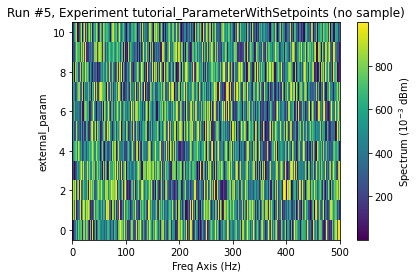 Run #5, Experiment tutorial_ParameterWithSetpoints (no sample)
10
8
6
4
2
0
external_param
0 100 200 300 400 500
Freq Axis (Hz)
800
600
400
200
Spectrum (10⁻³ dBm)